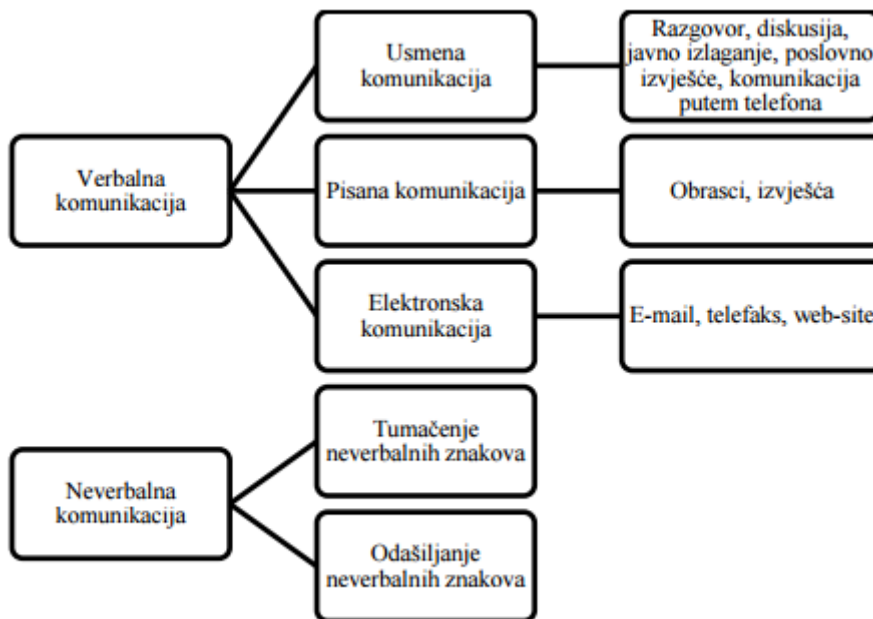 Verbalna
komunikacija
Usmena
komunikacija
Razgovor, diskusija,
javno izlaganje, poslovno
izvješće, komunikacija
putem telefona
Pisana komunikacija
Obrasci, izvješća
Elektronska
komunikacija
E-mail, telefaks, web-site
Neverbalna
komunikacija
Tumačenje
neverbalnih znakova
Odašiljanje
neverbalnih znakova